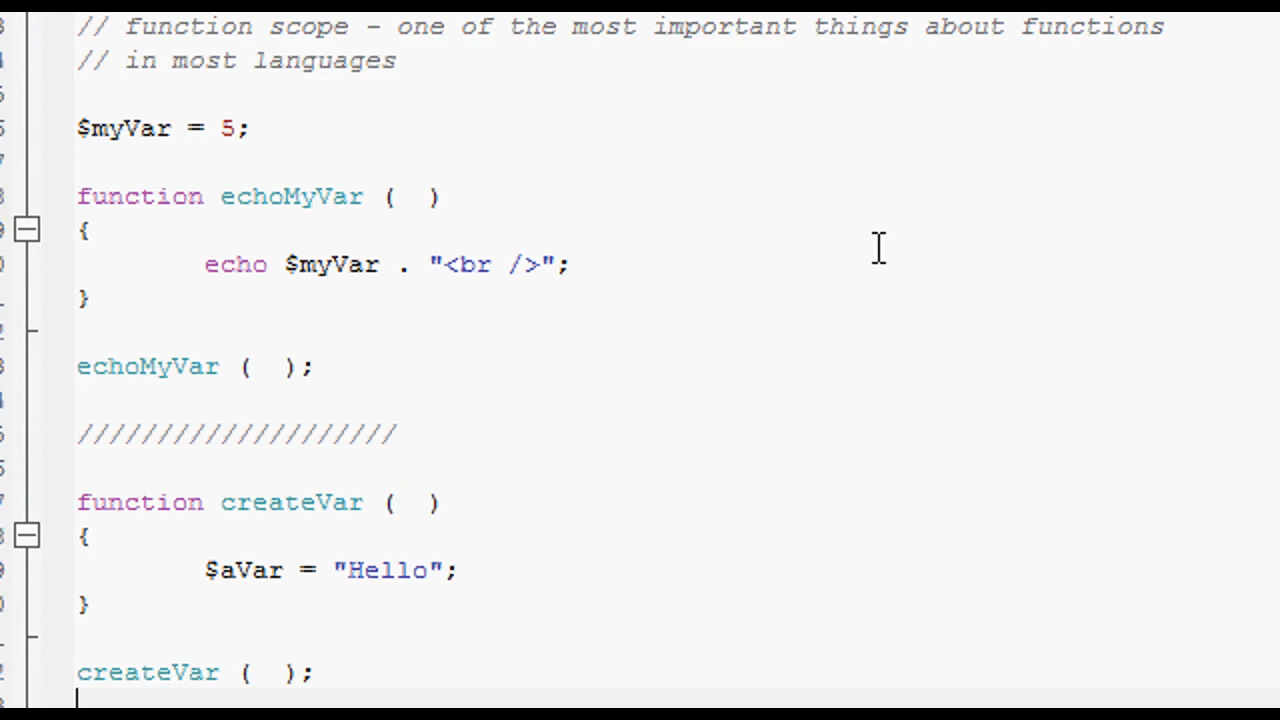 // function scope - one of the most important things about functions
// in most languages
$myVar = 5;
function echoMyVar (  )
{
echo $myVar . "<br />";
}
echoMyVar (  );
////////////////////
function createVar (  )
{
$aVar = "Hello";
}
createVar (  );